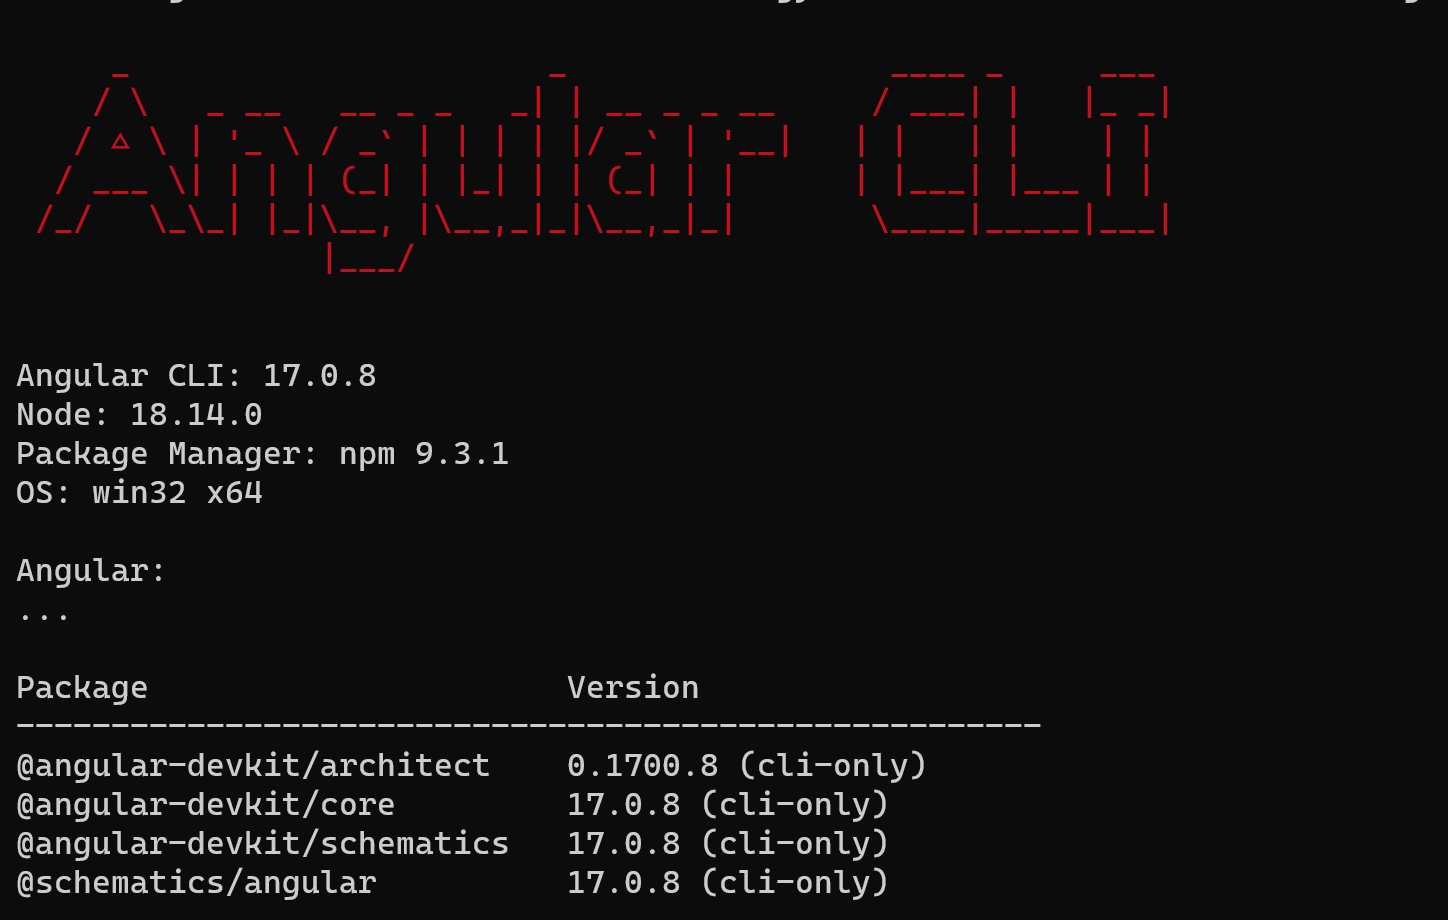 Angular CLI
Angular CLI: 17.0.8
Node: 18.14.0
Package Manager: npm 9.3.1
OS: win32 x64
Angular:
...
Package Version
------------------------------------------------------
@angular-devkit/architect 0.1700.8 (cli-only)
@angular-devkit/core 17.0.8 (cli-only)
@angular-devkit/schematics 17.0.8 (cli-only)
@schematics/angular 17.0.8 (cli-only)